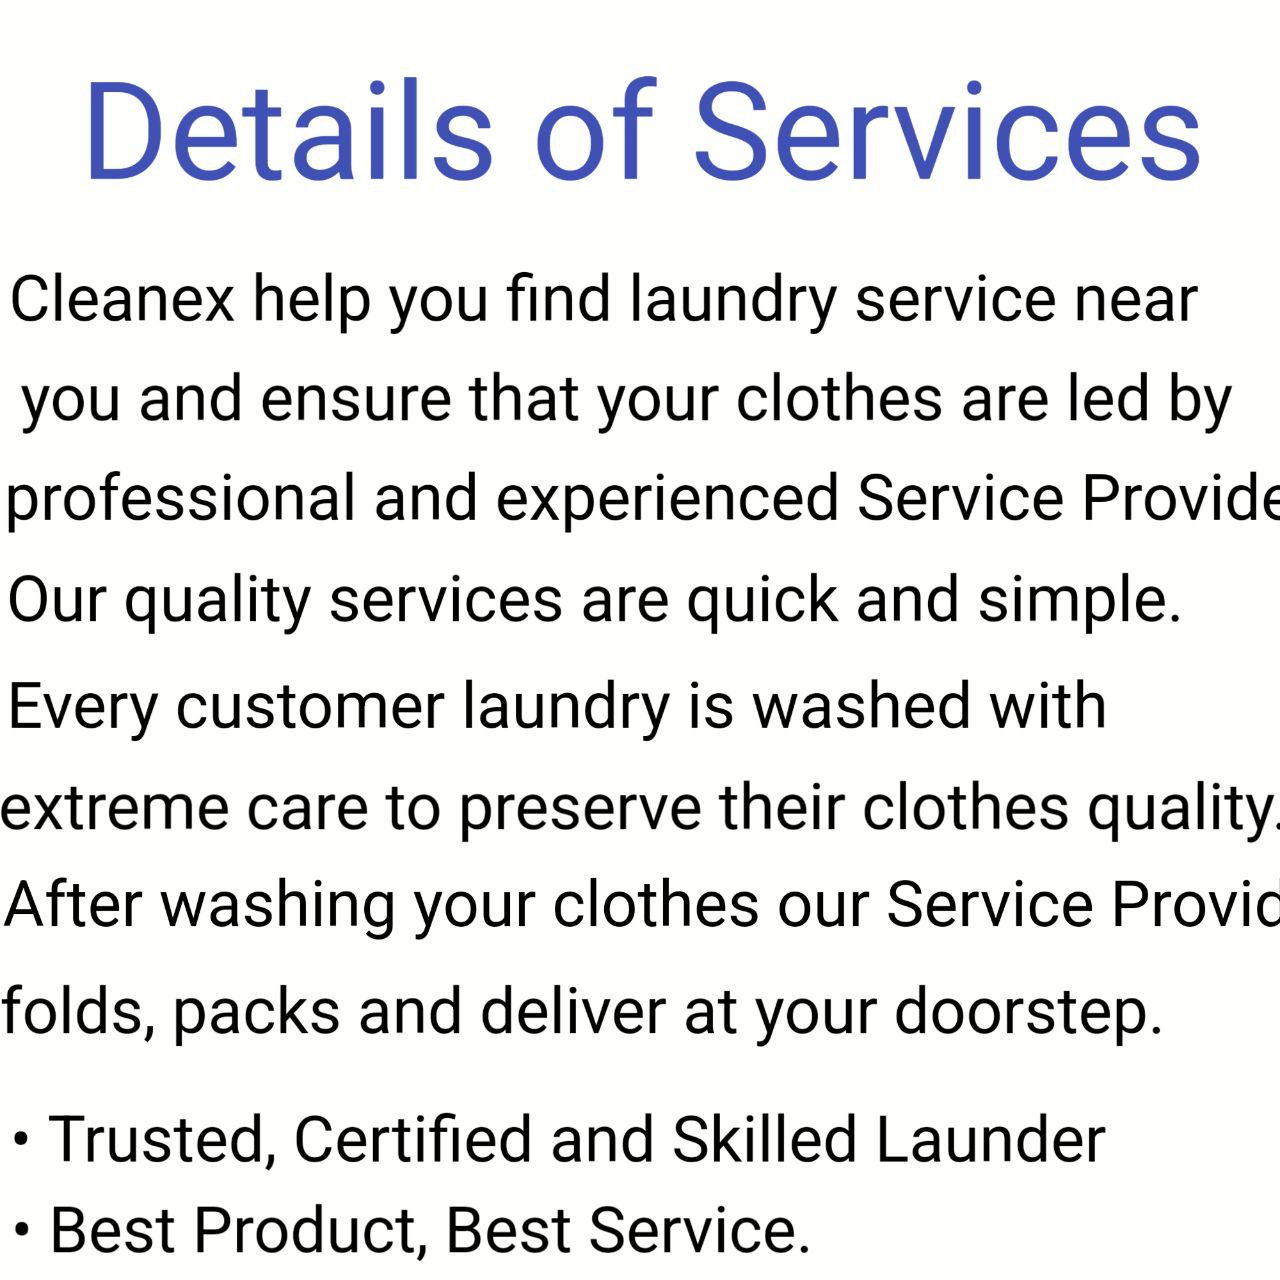 Details of Services
Cleanex help you find laundry service near
you and ensure that your clothes are led by
professional and experienced Service Provide
Our quality services are quick and simple.
Every customer laundry is washed with
extreme care to preserve their clothes quality.
After washing your clothes our Service Provid
folds, packs and deliver at your doorstep.
• Trusted, Certified and Skilled Launder
• Best Product, Best Service.